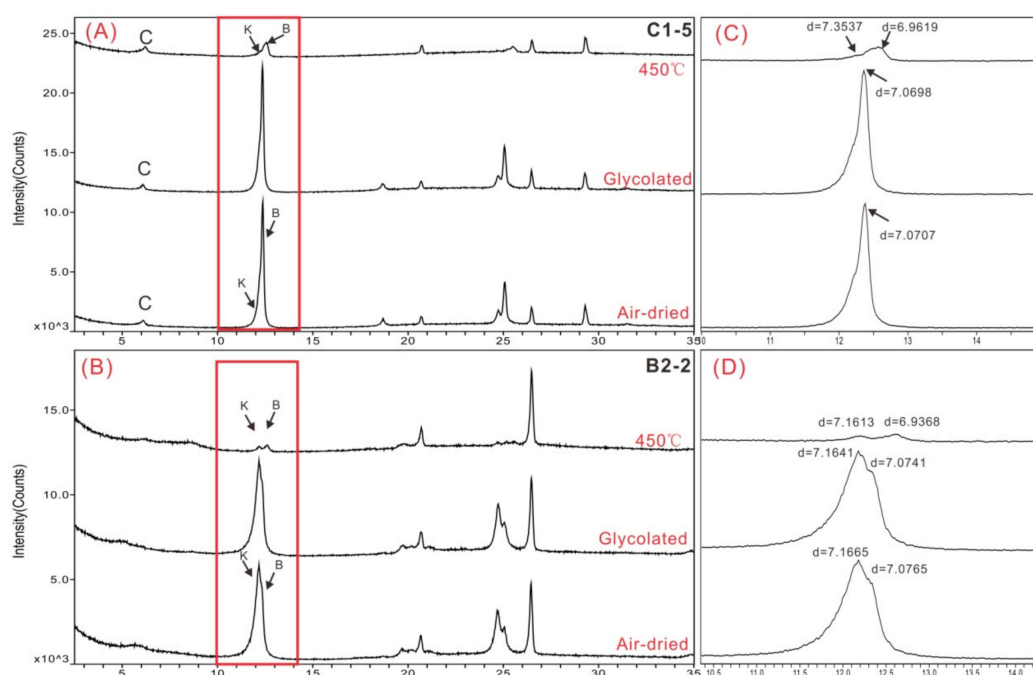 (A)
C1-5
25.0
C
K
B
450℃
20.0
15.0
C
Glycolated
10.0
B
5.0
C
K
Air-dried
x10^3
5
10
15
20
25
30
35
Intensity(Counts)
(C)
d=7.3537
d=6.9619
d=7.0698
d=7.0707
10
11
12
13
14
(B)
B2-2
15.0
K
B
450℃
10.0
Glycolated
K
B
5.0
Air-dried
x10^3
5
10
15
20
25
30
35
Intensity(Counts)
(D)
d=7.1613
d=6.9368
d=7.1641
d=7.0741
d=7.1665
d=7.0765
10.5
11.0
11.5
12.0
12.5
13.0
13.5
14.0